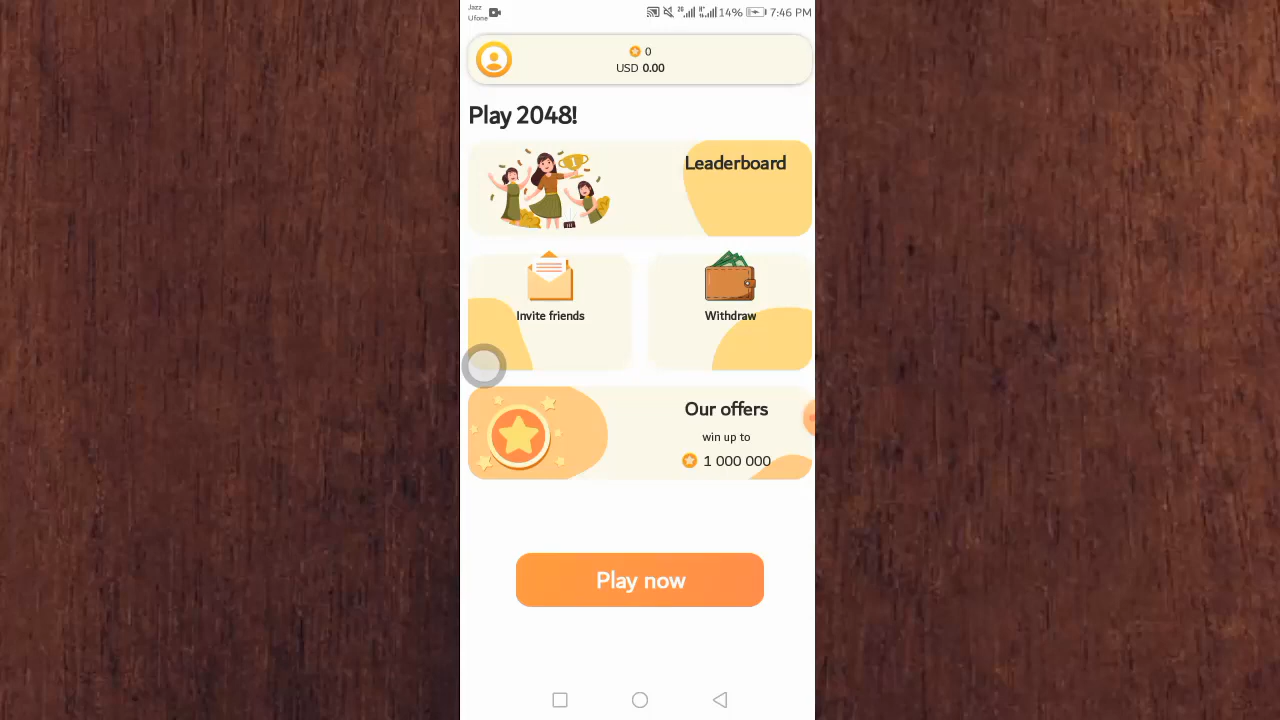 Jazz
Ufone
14% 7:46 PM
0
USD 0.00
Play 2048!
Leaderboard
Invite friends
Withdraw
Our offers
win up to
1 000 000
Play now